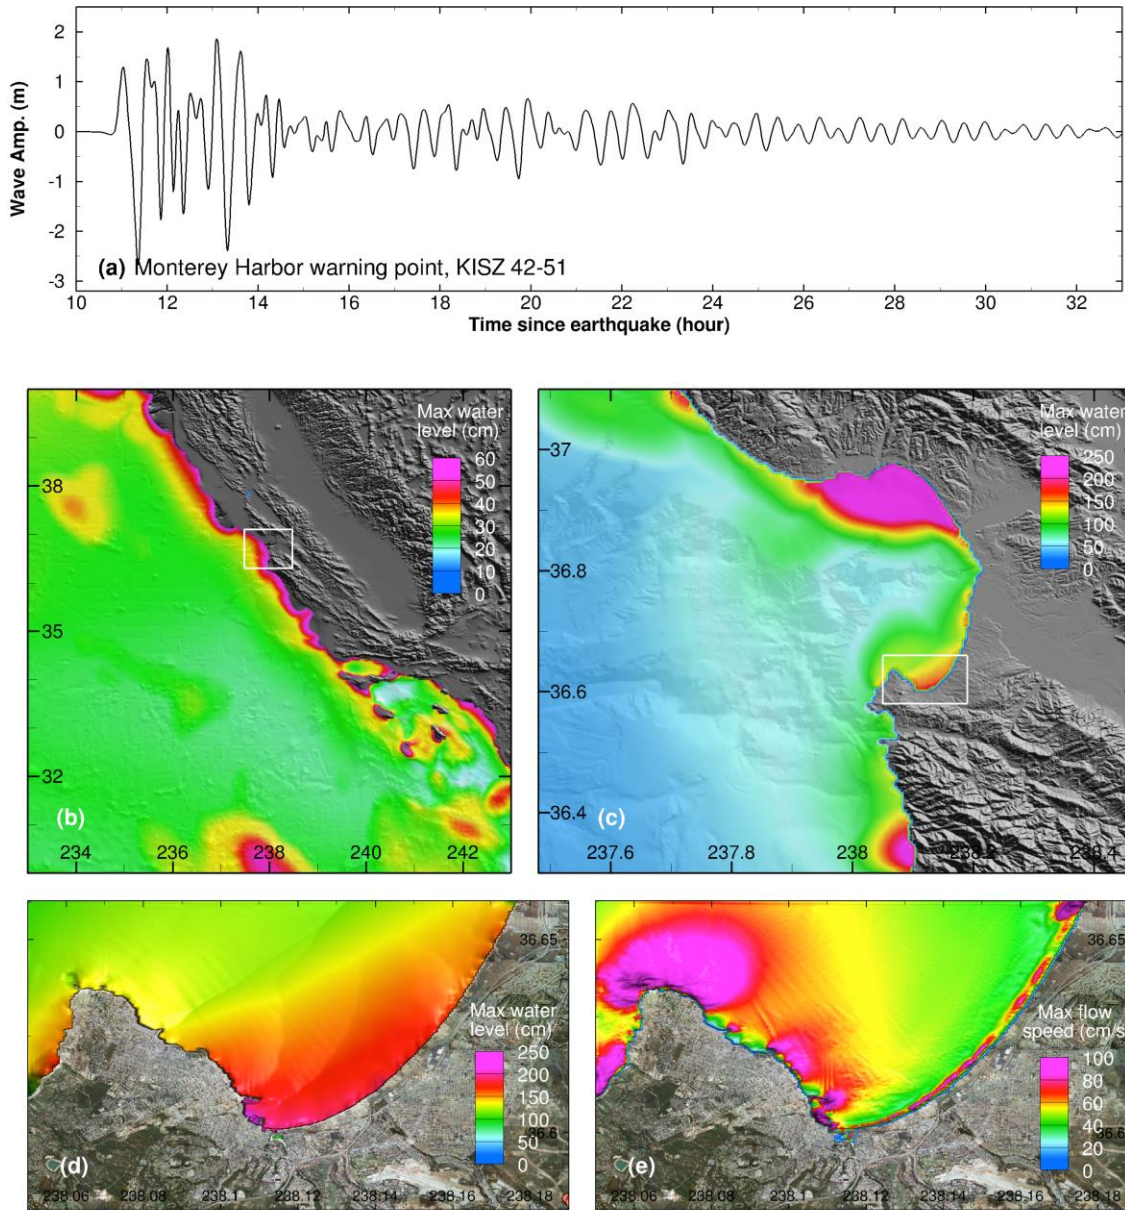 2
1
0
-1
-2
-3
Wave Amp. (m)
(a) Monterey Harbor warning point, KISZ 42-51
10 12 14 16 18 20 22 24 26 28 30 32
Time since earthquake (hour)
Max water
level (cm)
60
50
40
30
20
10
0
38
35
32
(b)
234 236 238 240 242
Max water
level (cm)
250
200
150
100
50
0
37
36.8
36.6
36.4
(c)
237.6 237.8 238 238.2 238.4
36.65
Max water
level (cm)
250
200
150
100
50
0
36.6
(d)
238.06 238.08 238.1 238.12 238.14 238.16 238.18
36.65
Max flow
speed (cm/s
100
80
60
40
20
0
36.6
(e)
238.06 238.08 238.1 238.12 238.14 238.16 238.18